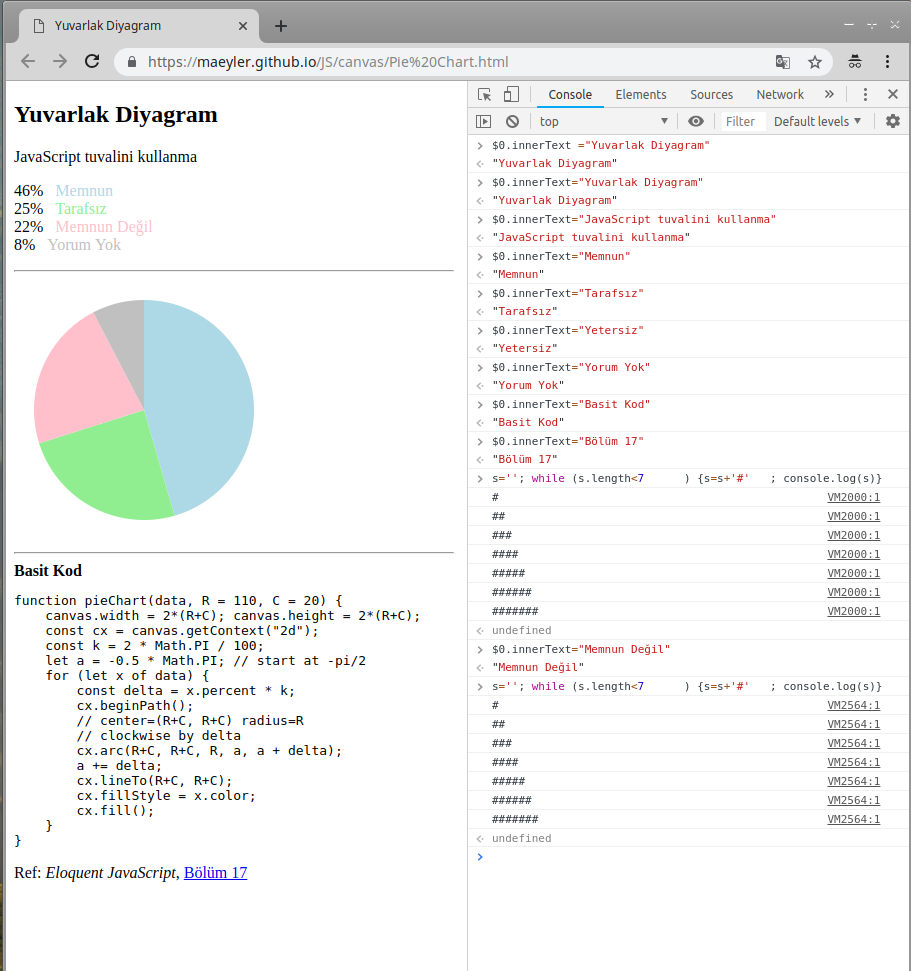 Yuvarlak Diyagram
https://maeyler.github.io/JS/canvas/Pie%20Chart.html
Yuvarlak Diyagram
JavaScript tuvalini kullanma
46% Memnun
25% Tarafsız
22% Memnun Değil
8% Yorum Yok
Basit Kod
function pieChart(data, R = 110, C = 20) {
    canvas.width = 2*(R+C); canvas.height = 2*(R+C);
    const cx = canvas.getContext("2d");
    const k = 2 * Math.PI / 100;
    let a = -0.5 * Math.PI; // start at -pi/2
    for (let x of data) {
        const delta = x.percent * k;
        cx.beginPath();
        // center=(R+C, R+C) radius=R
        // clockwise by delta
        cx.arc(R+C, R+C, R, a, a + delta);
        a += delta;
        cx.lineTo(R+C, R+C);
        cx.fillStyle = x.color;
        cx.fill();
    }
}
Ref: Eloquent JavaScript, Bölüm 17
Console Elements Sources Network »
top Filter Default levels
$0.innerText ="Yuvarlak Diyagram"
"Yuvarlak Diyagram"
$0.innerText="Yuvarlak Diyagram"
"Yuvarlak Diyagram"
$0.innerText="JavaScript tuvalini kullanma"
"JavaScript tuvalini kullanma"
$0.innerText="Memnun"
"Memnun"
$0.innerText="Tarafsız"
"Tarafsız"
$0.innerText="Yetersiz"
"Yetersiz"
$0.innerText="Yorum Yok"
"Yorum Yok"
$0.innerText="Basit Kod"
"Basit Kod"
$0.innerText="Bölüm 17"
"Bölüm 17"
s=''; while (s.length<7      ) {s=s+'#'   ; console.log(s)}
# VM2000:1
## VM2000:1
### VM2000:1
#### VM2000:1
##### VM2000:1
###### VM2000:1
####### VM2000:1
undefined
$0.innerText="Memnun Değil"
"Memnun Değil"
s=''; while (s.length<7      ) {s=s+'#'   ; console.log(s)}
# VM2564:1
## VM2564:1
### VM2564:1
#### VM2564:1
##### VM2564:1
###### VM2564:1
####### VM2564:1
undefined